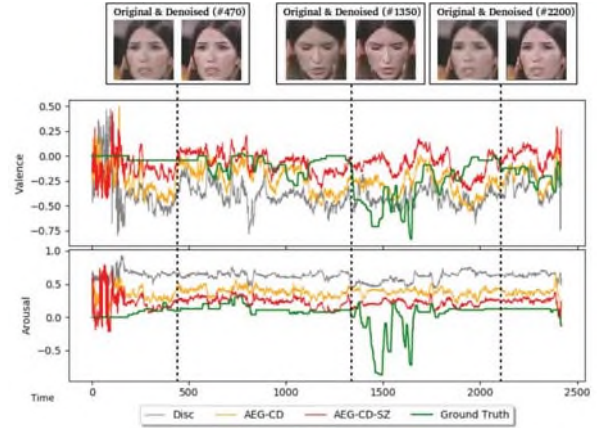 Original & Denoised (#470)
Original & Denoised (#1350)
Original & Denoised (#2200)
0.50
0.25
0.00
-0.25
-0.50
-0.75
Valence
1.0
0.5
0.0
-0.5
Arousal
0
500
1000
1500
2000
2500
Time
Disc
AEG-CD
AEG-CD-SZ
Ground Truth